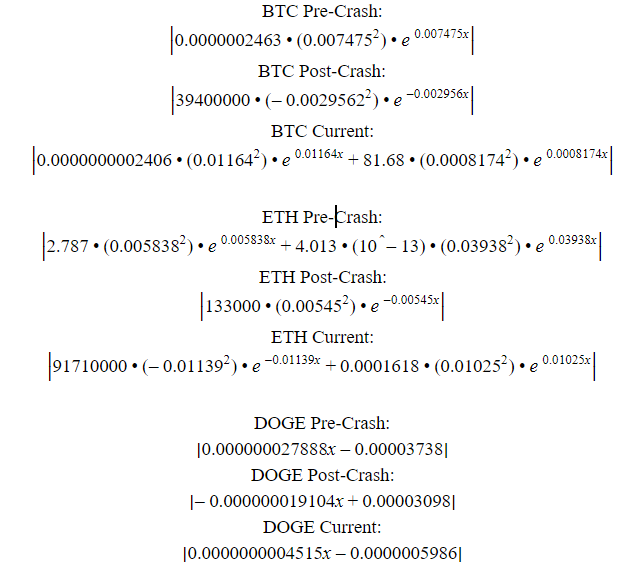 BTC Pre-Crash:
|0.0000002463 • (0.007475²) • e^0.007475x|
BTC Post-Crash:
|39400000 • (– 0.002956²) • e^–0.002956x|
BTC Current:
|0.0000000002406 • (0.01164²) • e^0.01164x + 81.68 • (0.0008174²) • e^0.0008174x|
ETH Pre-Crash:
|2.787 • (0.005838²) • e^0.005838x + 4.013 • (10^– 13) • (0.03938²) • e^0.03938x|
ETH Post-Crash:
|133000 • (0.00545²) • e^–0.00545x|
ETH Current:
|91710000 • (– 0.01139²) • e^–0.01139x + 0.0001618 • (0.01025²) • e^0.01025x|
DOGE Pre-Crash:
|0.000000027888x – 0.00003738|
DOGE Post-Crash:
|– 0.000000019104x + 0.00003098|
DOGE Current:
|0.0000000004515x – 0.0000005986|